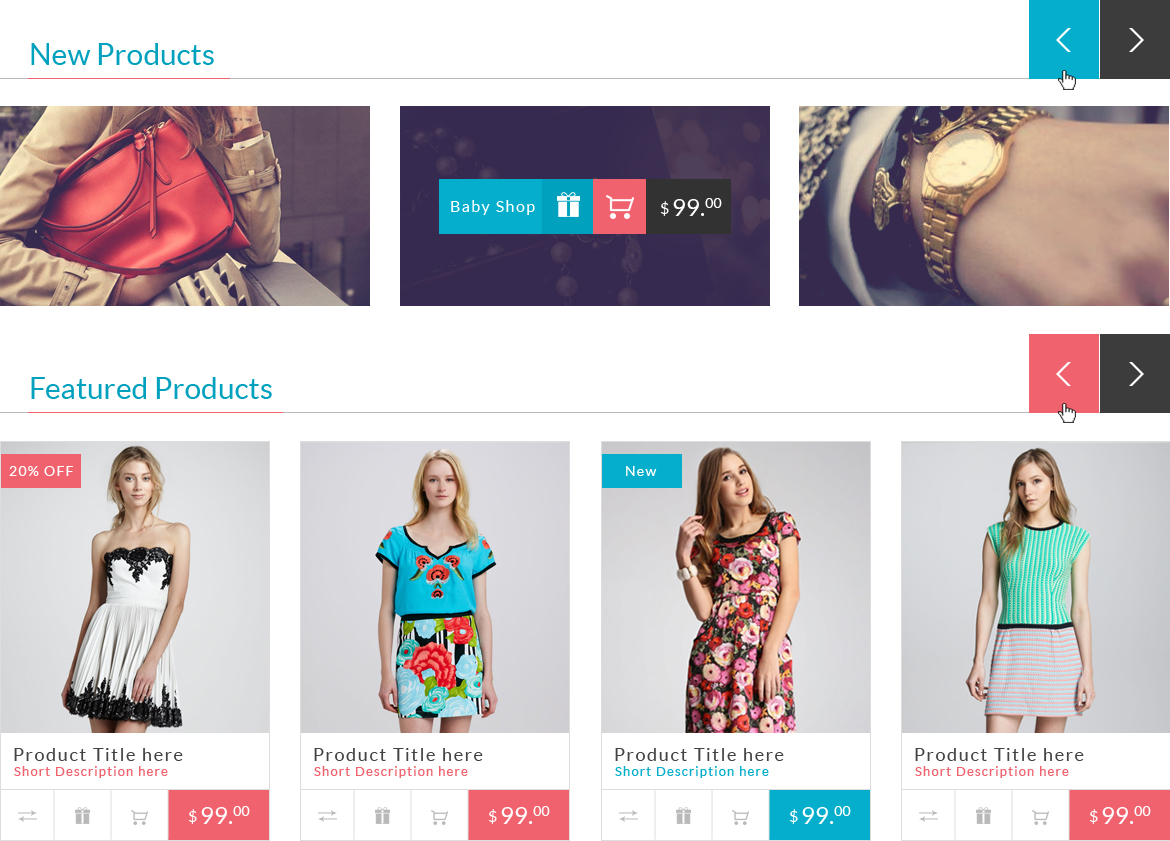 New Products
Baby Shop $ 99.00
Featured Products
20% OFF
New
Product Title here
Short Description here
$ 99.00
Product Title here
Short Description here
$ 99.00
Product Title here
Short Description here
$ 99.00
Product Title here
Short Description here
$ 99.00